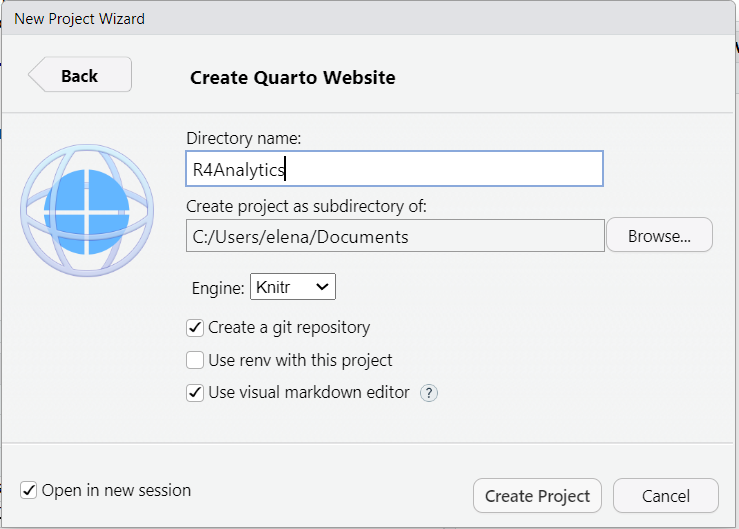 New Project Wizard
Back
Create Quarto Website
Directory name:
R4Analytics
Create project as subdirectory of:
C:/Users/elena/Documents
Browse...
Engine: Knitr
Create a git repository
Use renv with this project
Use visual markdown editor ?
Open in new session
Create Project
Cancel